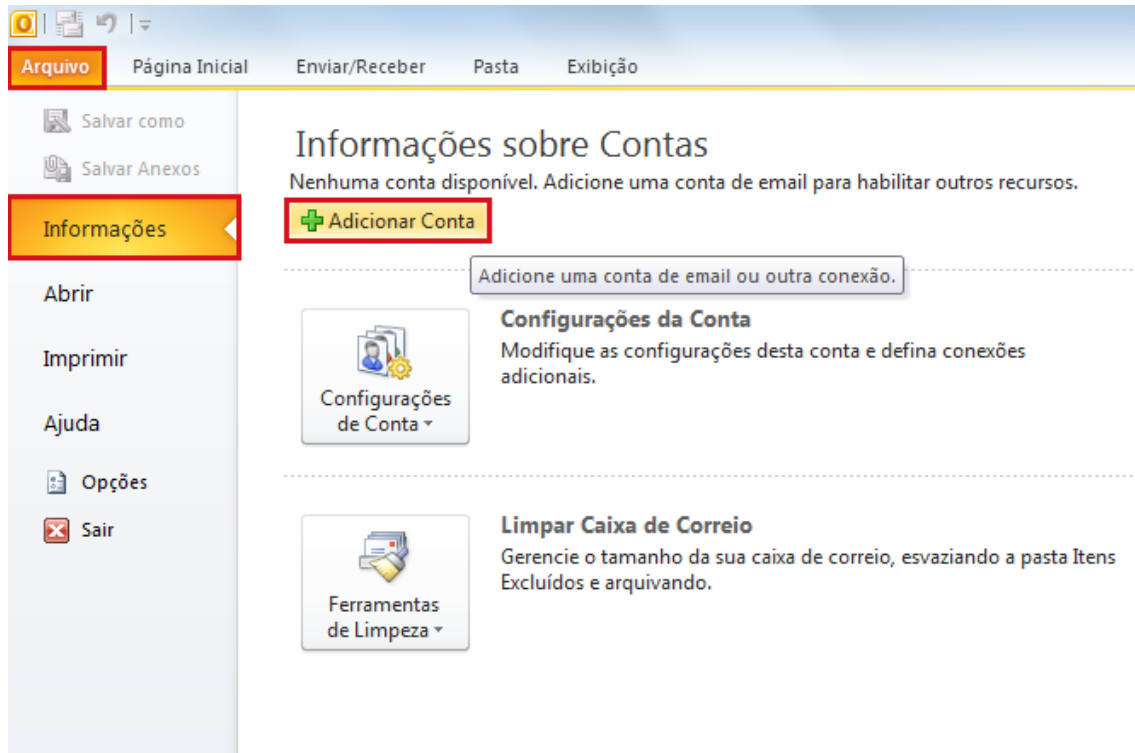 Arquivo Página Inicial Enviar/Receber Pasta Exibição
Salvar como
Salvar Anexos
Informações
Abrir
Imprimir
Ajuda
Opções
Sair
Informações sobre Contas
Nenhuma conta disponível. Adicione uma conta de email para habilitar outros recursos.
Adicionar Conta
Adicione uma conta de email ou outra conexão.
Configurações
de Conta
Configurações da Conta
Modifique as configurações desta conta e defina conexões
adicionais.
Ferramentas
de Limpeza
Limpar Caixa de Correio
Gerencie o tamanho da sua caixa de correio, esvaziando a pasta Itens
Excluídos e arquivando.